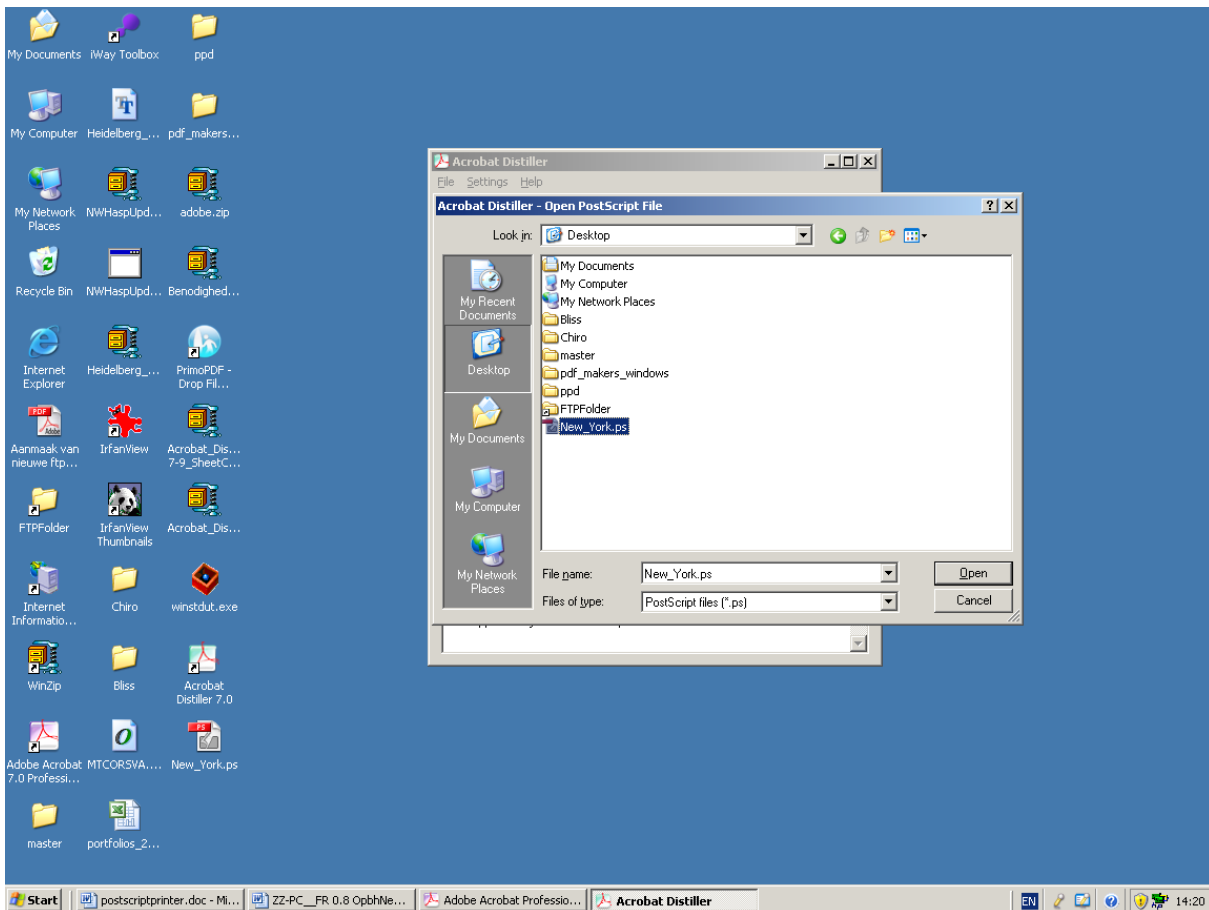 My Documents
iWay Toolbox
ppd
My Computer
Heidelberg_...
pdf_makers...
My Network
Places
NWHaspUpd...
adobe.zip
Recycle Bin
NWHaspUpd...
Benodighed...
Internet
Explorer
Heidelberg_...
PrimoPDF -
Drop Fil...
PDF
Adobe
Aanmaak van
nieuwe ftp...
IrfanView
Acrobat_Dis...
7-9_SheetC...
FTPFolder
IrfanView
Thumbnails
Acrobat_Dis...
Internet
Informatio...
Chiro
winstdut.exe
WinZip
Bliss
Acrobat
Distiller 7.0
Adobe Acrobat
7.0 Professi...
MTCORSVA....
PS
New_York.ps
master
portfolios_2...
Acrobat Distiller
File Settings Help
Acrobat Distiller - Open PostScript File
Look in: Desktop
My Recent
Documents
Desktop
My Documents
My Computer
My Network
Places
My Documents
My Computer
My Network Places
Bliss
Chiro
master
pdf_makers_windows
ppd
FTPFolder
New_York.ps
File name: New_York.ps Open
Files of type: PostScript files (*.ps) Cancel
Start postscriptprinter.doc - Mi... ZZ-PC__FR 0.8 OpbhNe... Adobe Acrobat Professio... Acrobat Distiller EN 14:20